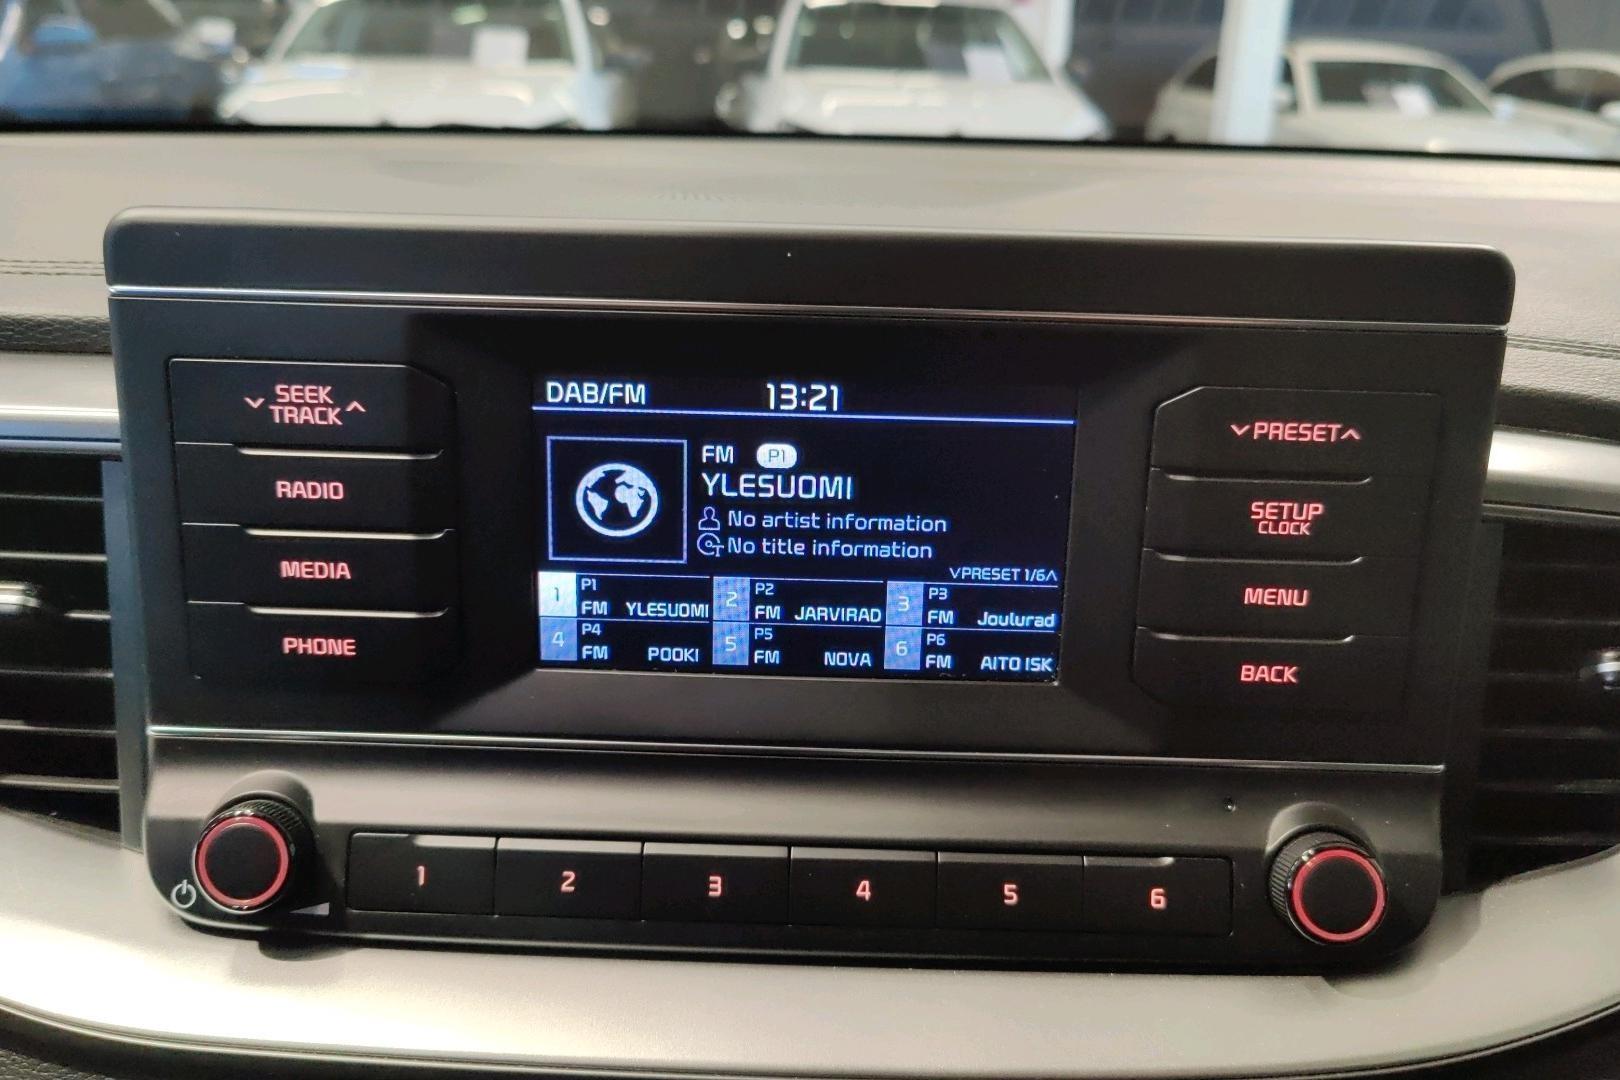 SEEK
TRACK
RADIO
MEDIA
PHONE
DAB/FM 13:21
FM P1
YLESUOMI
No artist information
No title information
PRESET 1/6
1 P1 FM YLESUOMI
2 P2 FM JARVIRAD
3 P3 FM Joulurad
4 P4 FM POOKI
5 P5 FM NOVA
6 P6 FM AITO ISK
PRESET
SETUP
CLOCK
MENU
BACK
1 2 3 4 5 6